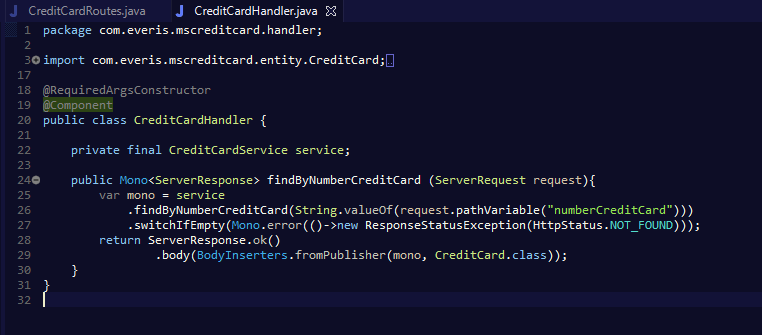 CreditCardRoutes.java CreditCardHandler.java
1 package com.everis.mscreditcard.handler;
2
3 import com.everis.mscreditcard.entity.CreditCard;
17
18 @RequiredArgsConstructor
19 @Component
20 public class CreditCardHandler {
21
22 private final CreditCardService service;
23
24 public Mono<ServerResponse> findByNumberCreditCard (ServerRequest request){
25 var mono = service
26 .findByNumberCreditCard(String.valueOf(request.pathVariable("numberCreditCard")))
27 .switchIfEmpty(Mono.error(()->new ResponseStatusException(HttpStatus.NOT_FOUND)));
28 return ServerResponse.ok()
29 .body(BodyInserters.fromPublisher(mono, CreditCard.class));
30 }
31 }
32